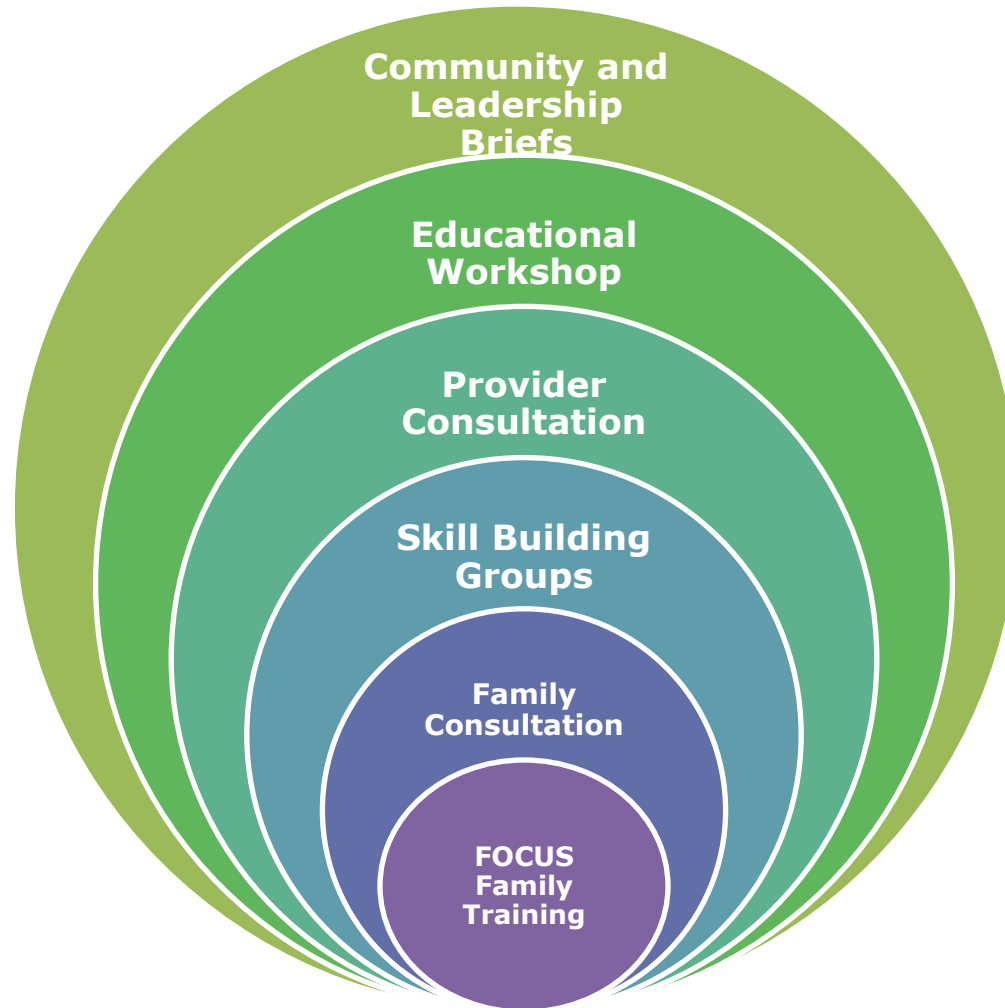 Community and
Leadership
Briefs
Educational
Workshop
Provider
Consultation
Skill Building
Groups
Family
Consultation
FOCUS
Family
Training